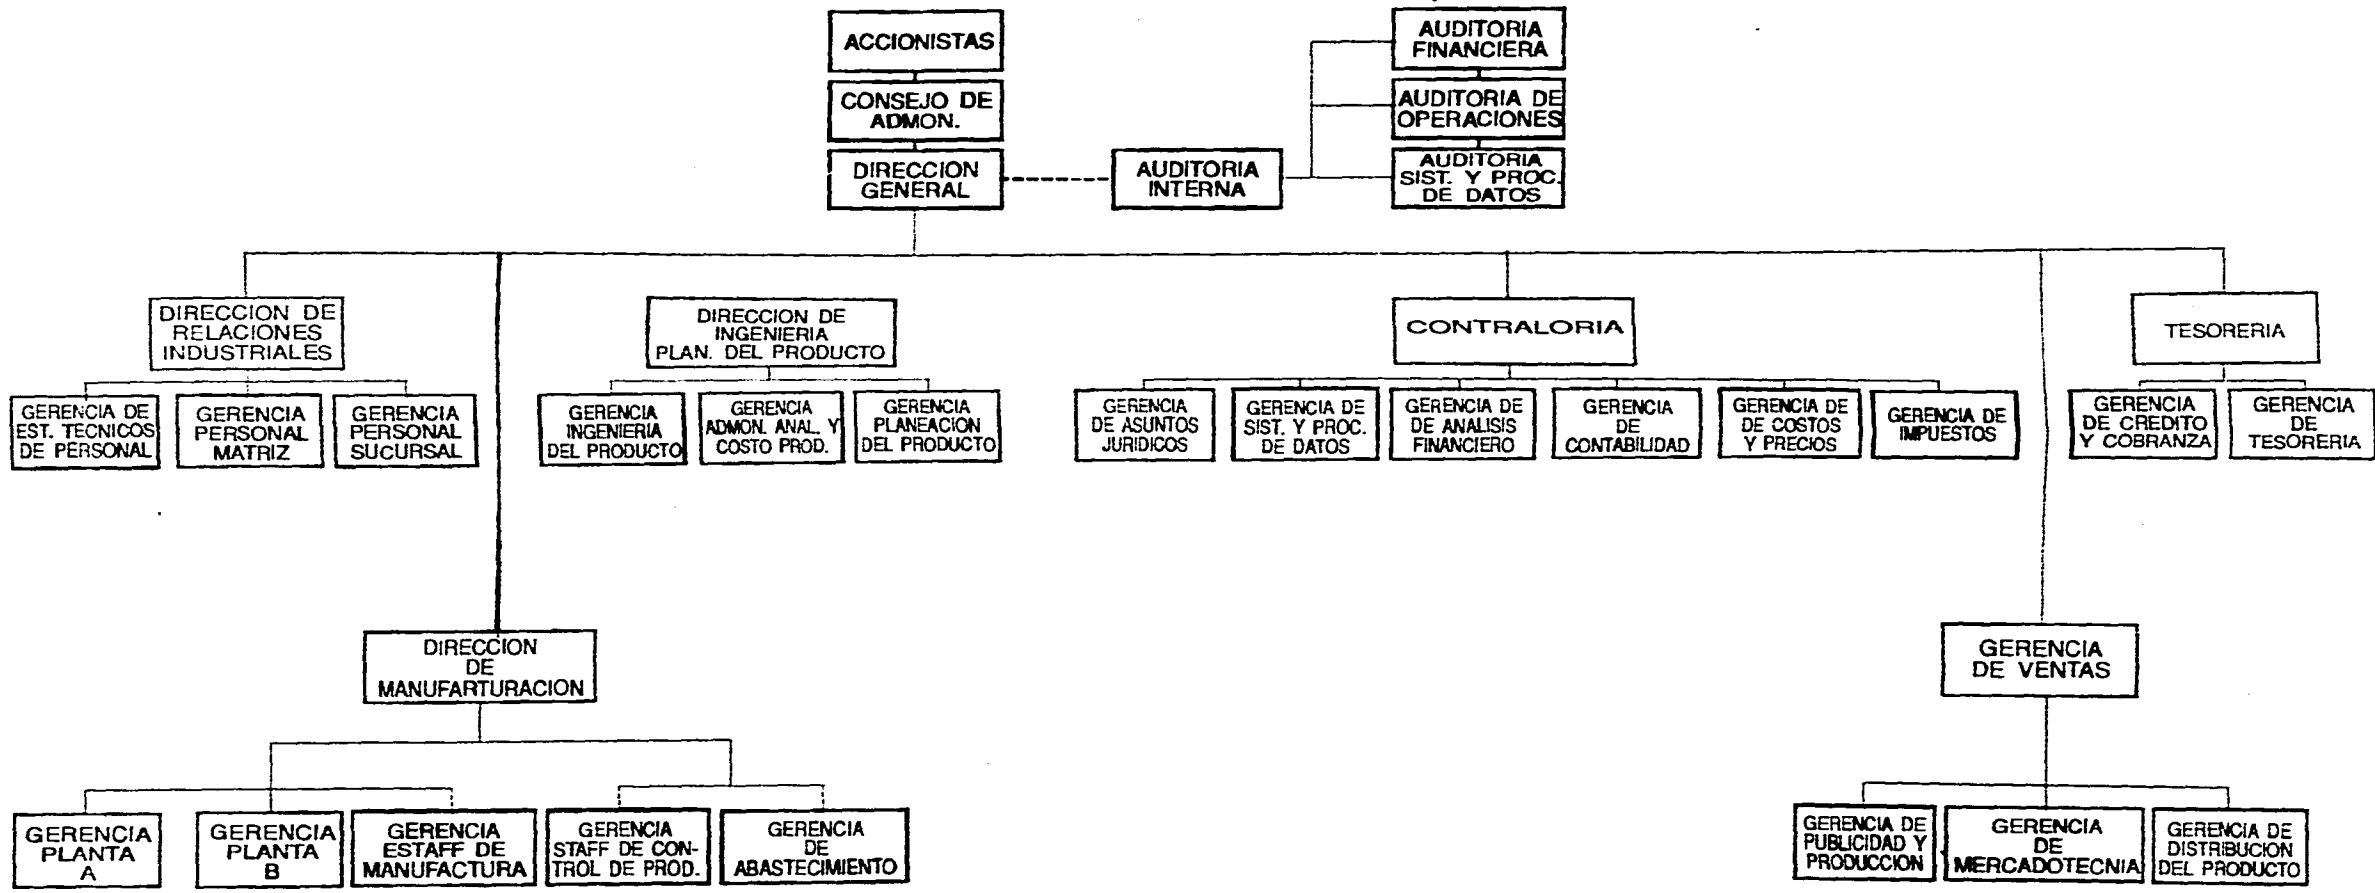 ACCIONISTAS
CONSEJO DE
ADMON.
DIRECCION
GENERAL
AUDITORIA
INTERNA
AUDITORIA
FINANCIERA
AUDITORIA DE
OPERACIONES
AUDITORIA
SIST. Y PROC.
DE DATOS
DIRECCION DE
RELACIONES
INDUSTRIALES
DIRECCION DE
INGENIERIA
PLAN. DEL PRODUCTO
CONTRALORIA
TESORERIA
GERENCIA DE
EST. TECNICOS
DE PERSONAL
GERENCIA
PERSONAL
MATRIZ
GERENCIA
PERSONAL
SUCURSAL
GERENCIA
INGENIERIA
DEL PRODUCTO
GERENCIA
ADMON. ANAL. Y
COSTO PROD.
GERENCIA
PLANEACION
DEL PRODUCTO
GERENCIA
DE ASUNTOS
JURIDICOS
GERENCIA DE
SIST. Y PROC.
DE DATOS
GERENCIA DE
DE ANALISIS
FINANCIERO
GERENCIA
DE
CONTABILIDAD
GERENCIA DE
DE COSTOS
Y PRECIOS
GERENCIA DE
IMPUESTOS
GERENCIA
DE CREDITO
Y COBRANZA
GERENCIA
DE
TESORERIA
DIRECCION
DE
MANUFARTURACION
GERENCIA
DE VENTAS
GERENCIA
PLANTA
A
GERENCIA
PLANTA
B
GERENCIA
ESTAFF DE
MANUFACTURA
GERENCIA
STAFF DE CON-
TROL DE PROD.
GERENCIA
DE
ABASTECIMIENTO
GERENCIA DE
PUBLICIDAD Y
PRODUCCION
GERENCIA
DE
MERCADOTECNIA
GERENCIA DE
DISTRIBUCION
DEL PRODUCTO